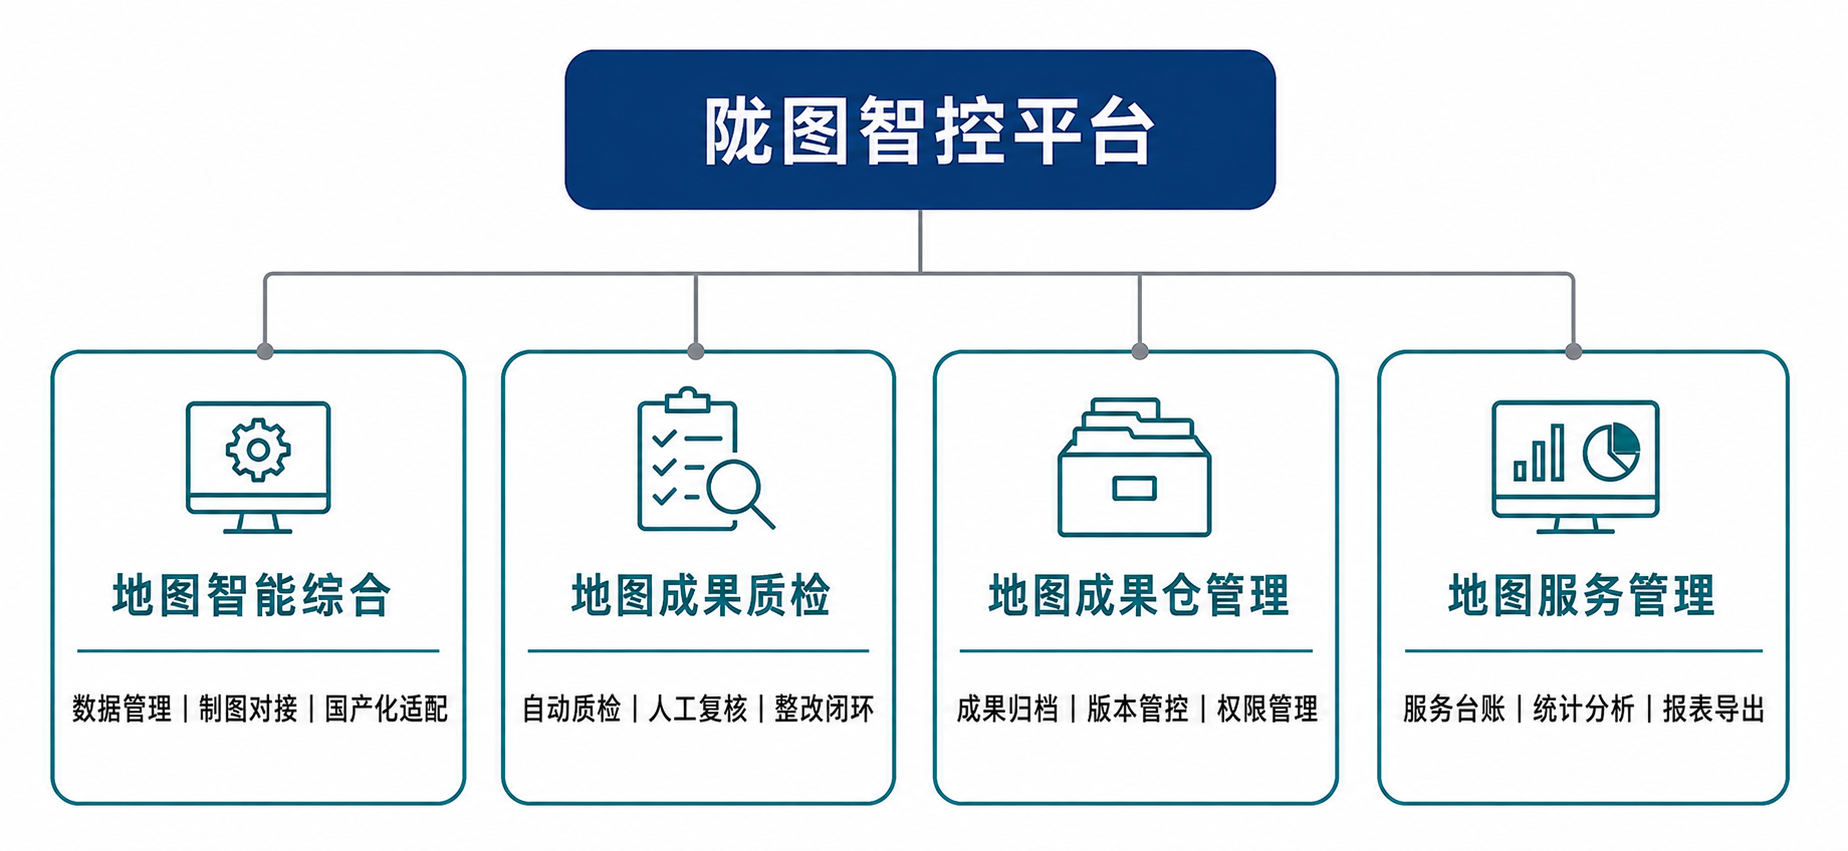 陇图智控平台
地图智能综合
数据管理 | 制图对接 | 国产化适配
地图成果质检
自动质检 | 人工复核 | 整改闭环
地图成果仓管理
成果归档 | 版本管控 | 权限管理
地图服务管理
服务台账 | 统计分析 | 报表导出